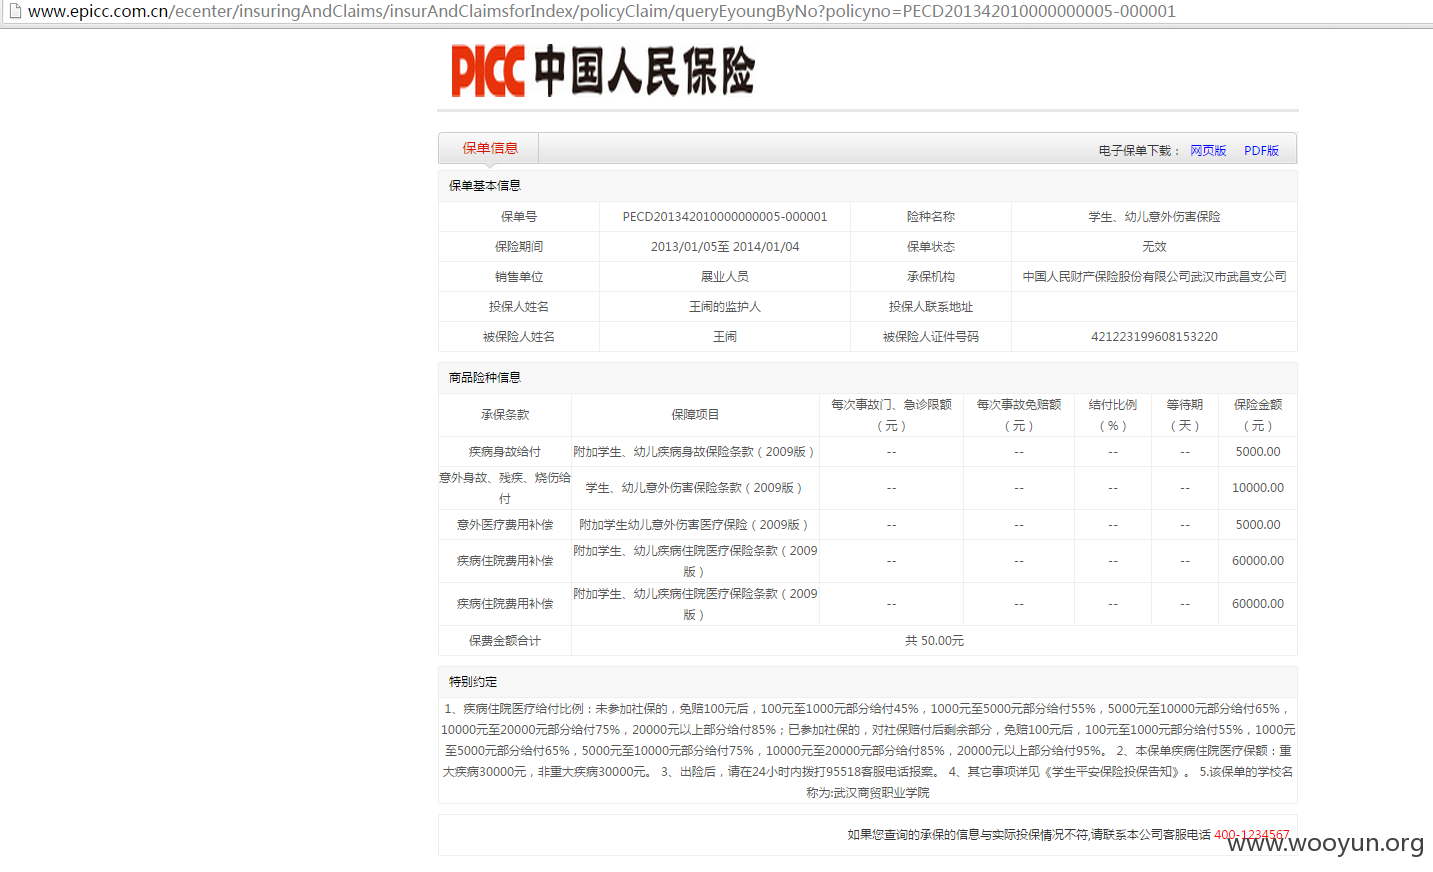 www.epicc.com.cn/ecenter/insuringAndClaims/insurAndClaimsforIndex/policyClaim/queryEyoungByNo?policyno=PECD201342010000000005-000001
PICC 中国人民保险
保单信息 电子保单下载： 网页版 PDF版
保单基本信息
保单号 PECD201342010000000005-000001 险种名称 学生、幼儿意外伤害保险
保险期间 2013/01/05至 2014/01/04 保单状态 无效
销售单位 展业人员 承保机构 中国人民财产保险股份有限公司武汉市武昌支公司
投保人姓名 王闹的监护人 投保人联系地址
被保险人姓名 王闹 被保险人证件号码 421223199608153220
商品险种信息
承保条款 保障项目 每次事故门、急诊限额（元） 每次事故免赔额（元） 结付比例（%） 等待期（天） 保险金额（元）
疾病身故给付 附加学生、幼儿疾病身故保险条款（2009版） -- -- -- -- 5000.00
意外身故、残疾、烧伤给付 学生、幼儿意外伤害保险条款（2009版） -- -- -- -- 10000.00
意外医疗费用补偿 附加学生幼儿意外伤害医疗保险（2009版） -- -- -- -- 5000.00
疾病住院费用补偿 附加学生、幼儿疾病住院医疗保险条款（2009版） -- -- -- -- 60000.00
疾病住院费用补偿 附加学生、幼儿疾病住院医疗保险条款（2009版） -- -- -- -- 60000.00
保费金额合计 共 50.00元
特别约定
1、疾病住院医疗给付比例：未参加社保的，免赔100元后，100元至1000元部分给付45%，1000元至5000元部分给付55%，5000元至10000元部分给付65%，
10000元至20000元部分给付75%，20000元以上部分给付85%；已参加社保的，对社保赔付后剩余部分，免赔100元后，100元至1000元部分给付55%，1000元
至5000元部分给付65%，5000元至10000元部分给付75%，10000元至20000元部分给付85%，20000元以上部分给付95%。 2、本保单疾病住院医疗保额：重
大疾病30000元，非重大疾病30000元。 3、出险后，请在24小时内拨打95518客服电话报案。 4、其它事项详见《学生平安保险投保告知》。 5.该保单的学校名
称为:武汉商贸职业学院
如果您查询的承保的信息与实际投保情况不符,请联系本公司客服电话 400-1234567
www.wooyun.org